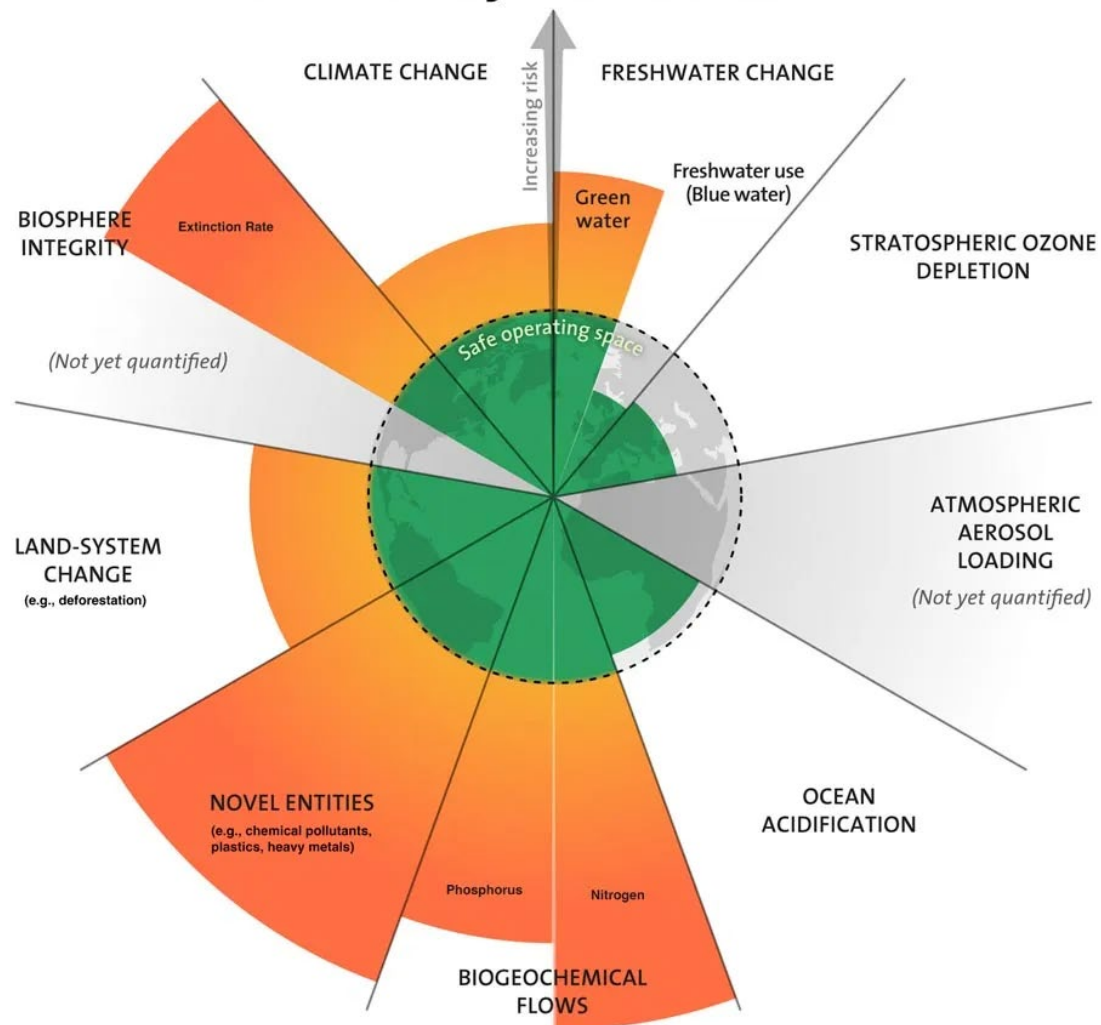 CLIMATE CHANGE
Increasing risk
FRESHWATER CHANGE
Green
water
Freshwater use
(Blue water)
STRATOSPHERIC OZONE
DEPLETION
BIOSPHERE
INTEGRITY
Extinction Rate
(Not yet quantified)
Safe operating space
ATMOSPHERIC
AEROSOL
LOADING
(Not yet quantified)
LAND-SYSTEM
CHANGE
(e.g., deforestation)
NOVEL ENTITIES
(e.g., chemical pollutants,
plastics, heavy metals)
Phosphorus
Nitrogen
BIOGEOCHEMICAL
FLOWS
OCEAN
ACIDIFICATION